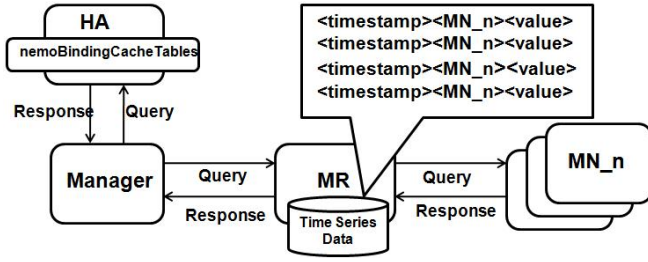 HA
nemoBindingCacheTables
Response
Query
<timestamp><MN_n><value>
<timestamp><MN_n><value>
<timestamp><MN_n><value>
<timestamp><MN_n><value>
Manager
Query
Response
MR
Time Series
Data
Query
Response
MN_n